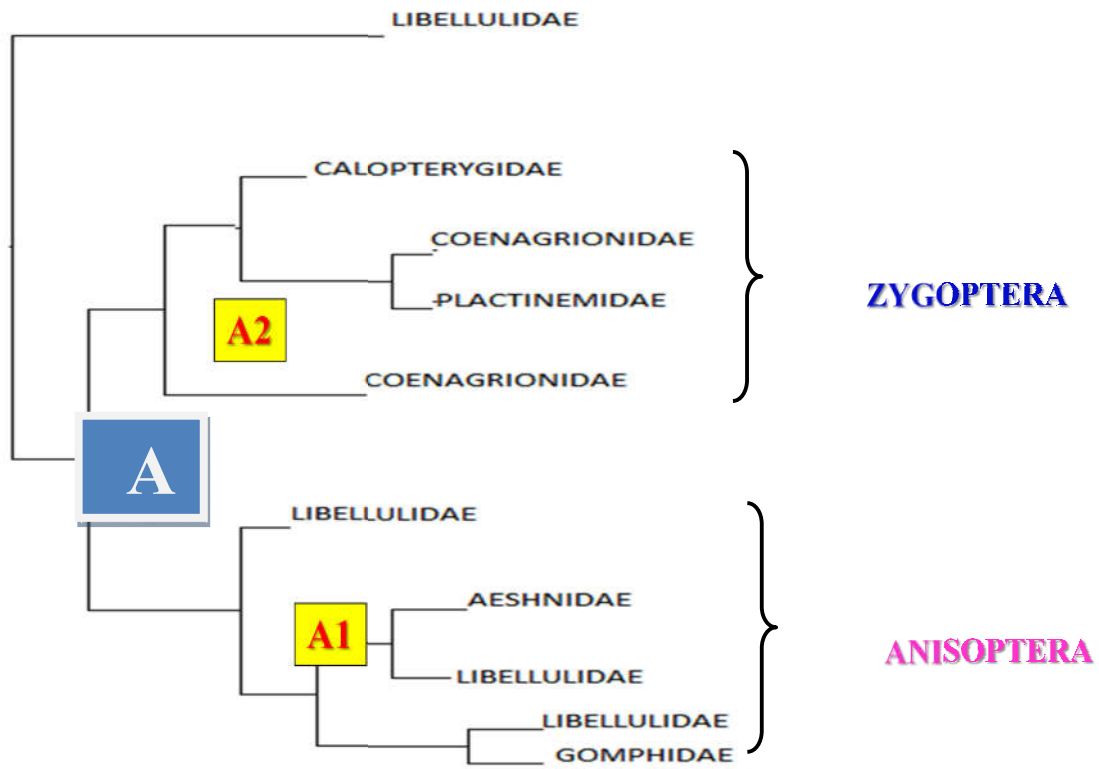 LIBELLULIDAE
CALOPTERYGIDAE
COENAGRIONIDAE
PLACTINEMIDAE
ZYGOPTERA
A2
COENAGRIONIDAE
A
LIBELLULIDAE
AESHNIDAE
A1
ANISOPTERA
LIBELLULIDAE
LIBELLULIDAE
GOMPHIDAE